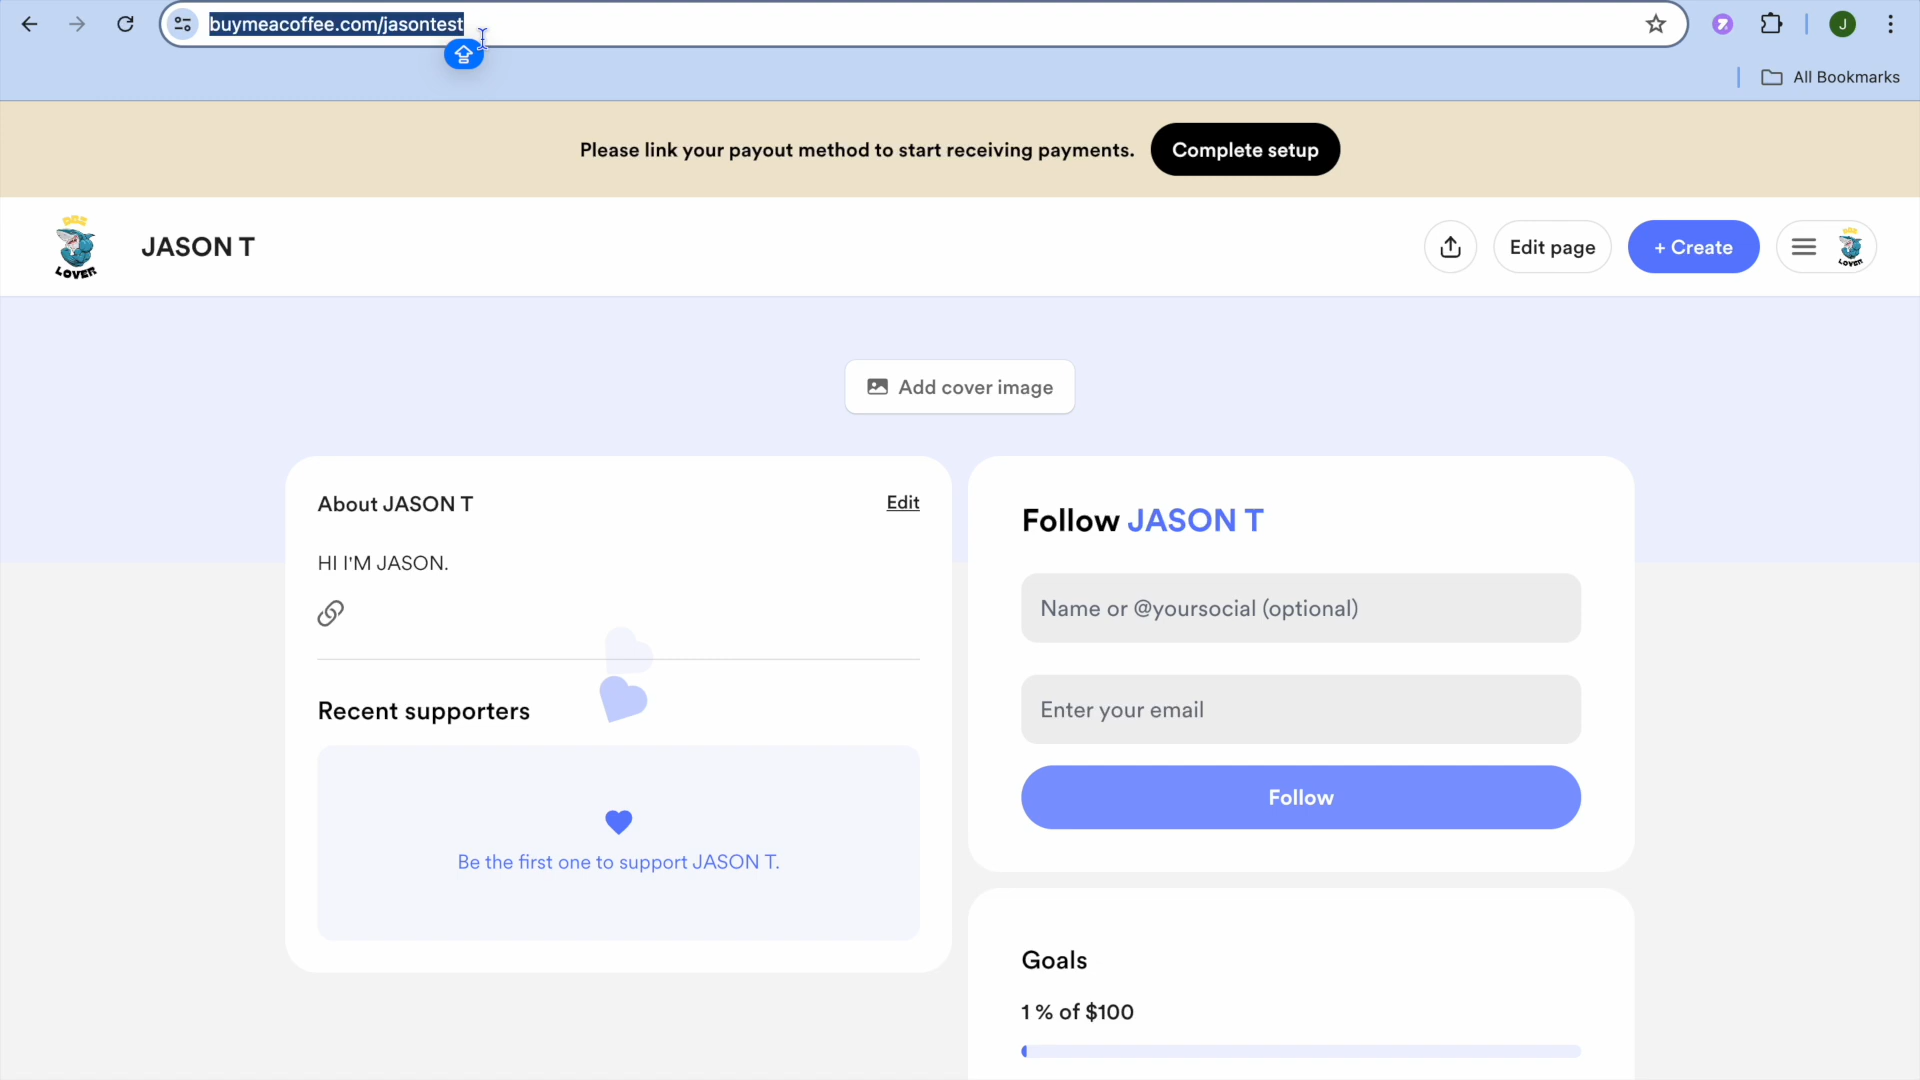 buymeacoffee.com/jasontest
J
All Bookmarks
Please link your payout method to start receiving payments.
Complete setup
LOVER
JASON T
Edit page
+ Create
LOVER
Add cover image
About JASON T
Edit
HI I'M JASON.
Recent supporters
Be the first one to support JASON T.
Follow JASON T
Name or @yoursocial (optional)
Enter your email
Follow
Goals
1 % of $100